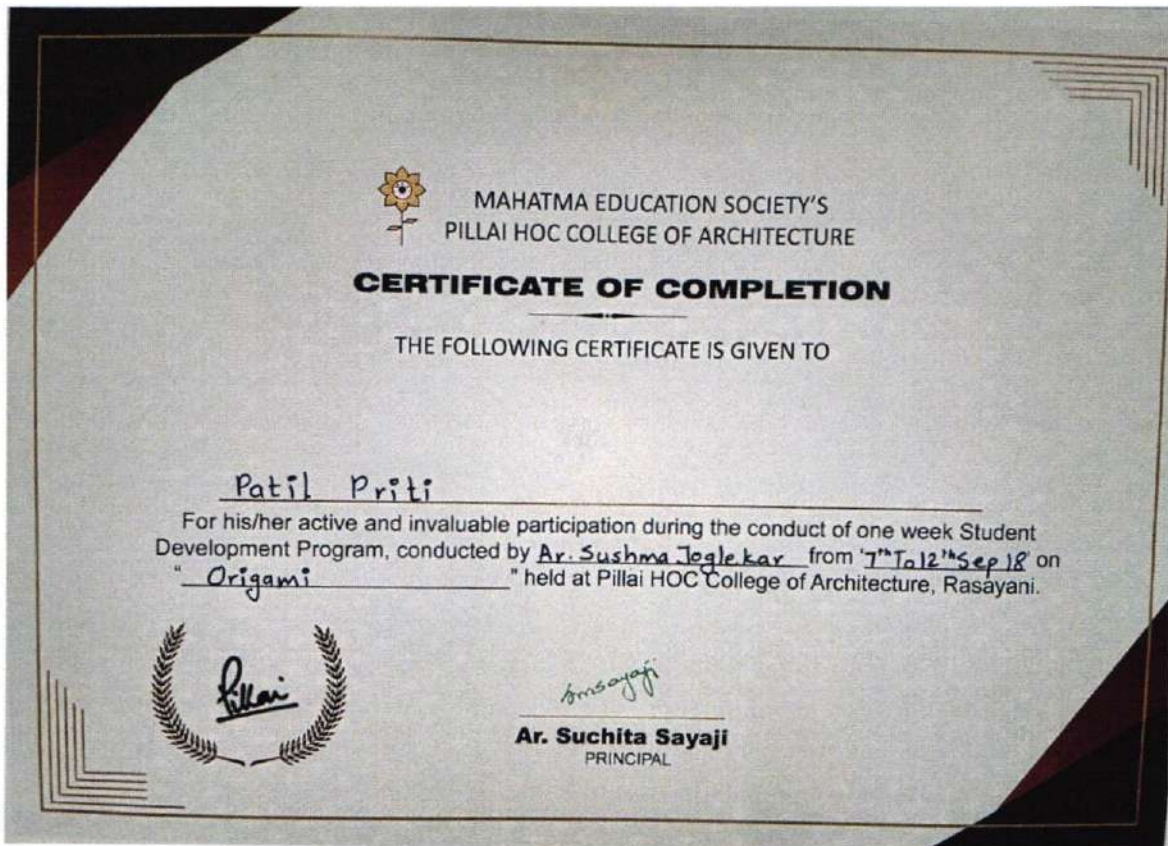 MAHATMA EDUCATION SOCIETY'S
PILLAI HOC COLLEGE OF ARCHITECTURE
CERTIFICATE OF COMPLETION
THE FOLLOWING CERTIFICATE IS GIVEN TO
Patil Priti
For his/her active and invaluable participation during the conduct of one week Student
Development Program, conducted by Ar. Sushma Joglekar from '7th To 12th Sep 18' on
" Origami " held at Pillai HOC College of Architecture, Rasayani.
Pillai
smsayaji
Ar. Suchita Sayaji
PRINCIPAL